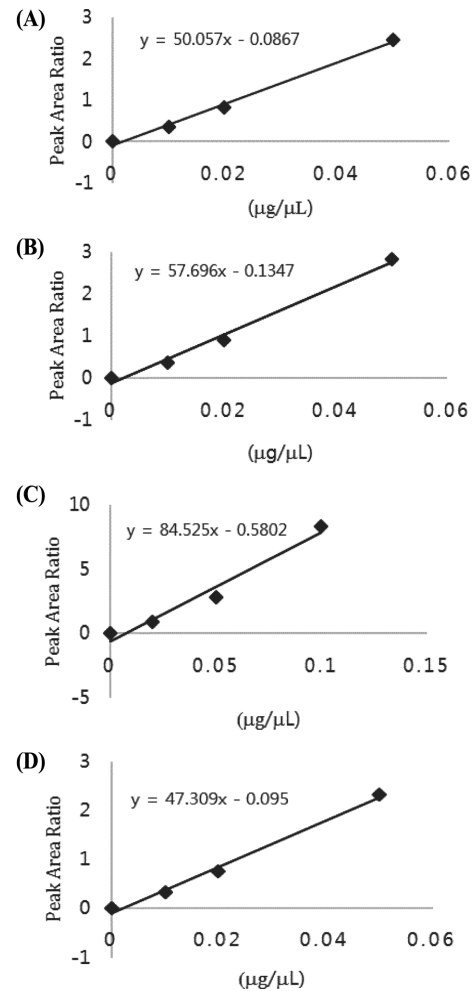 (A)
y = 50.057x - 0.0867
Peak Area Ratio
3
2
1
0
-1
0 0.02 0.04 0.06
(μg/μL)
(B)
y = 57.696x - 0.1347
Peak Area Ratio
3
2
1
0
-1
0 0.02 0.04 0.06
(μg/μL)
(C)
y = 84.525x - 0.5802
Peak Area Ratio
10
5
0
-5
0 0.05 0.1 0.15
(μg/μL)
(D)
y = 47.309x - 0.095
Peak Area Ratio
3
2
1
0
-1
0 0.02 0.04 0.06
(μg/μL)